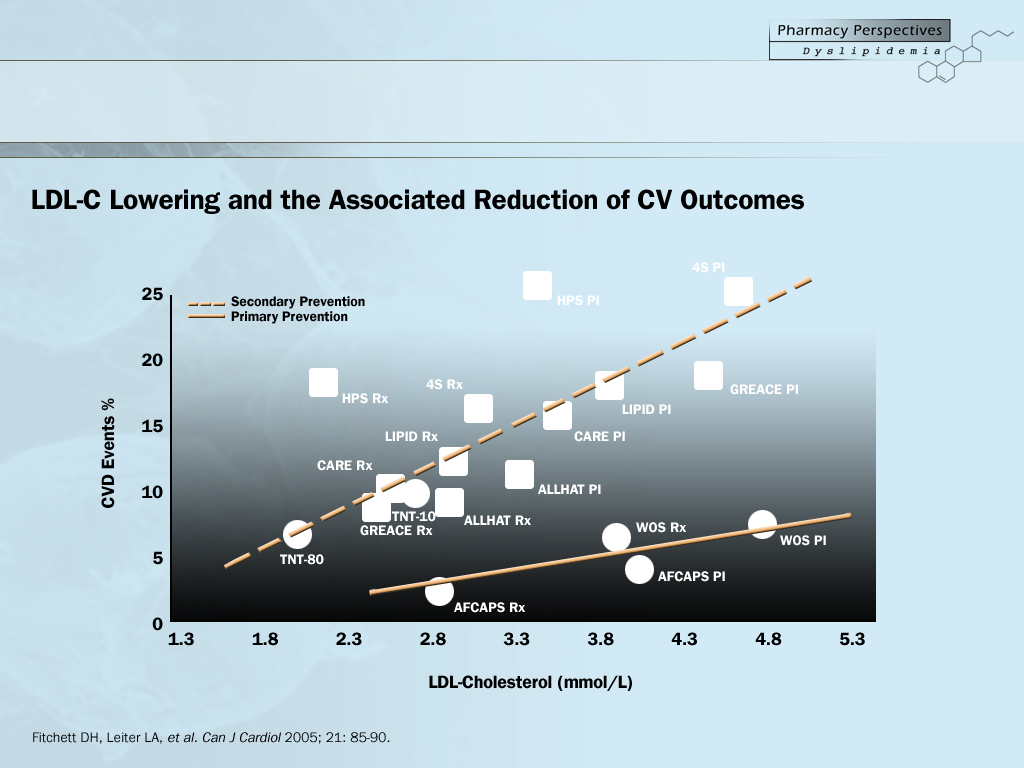 Pharmacy Perspectives
Dyslipidemia
LDL-C Lowering and the Associated Reduction of CV Outcomes
4S PI
HPS PI
25
Secondary Prevention
Primary Prevention
20
15
10
5
0
CVD Events %
HPS Rx
4S Rx
GREACE PI
LIPID PI
LIPID Rx
CARE PI
CARE Rx
ALLHAT PI
TNT-10
ALLHAT Rx
GREACE Rx
WOS Rx
WOS PI
TNT-80
AFCAPS PI
AFCAPS Rx
1.3 1.8 2.3 2.8 3.3 3.8 4.3 4.8 5.3
LDL-Cholesterol (mmol/L)
Fitchett DH, Leiter LA, et al. Can J Cardiol 2005; 21: 85-90.